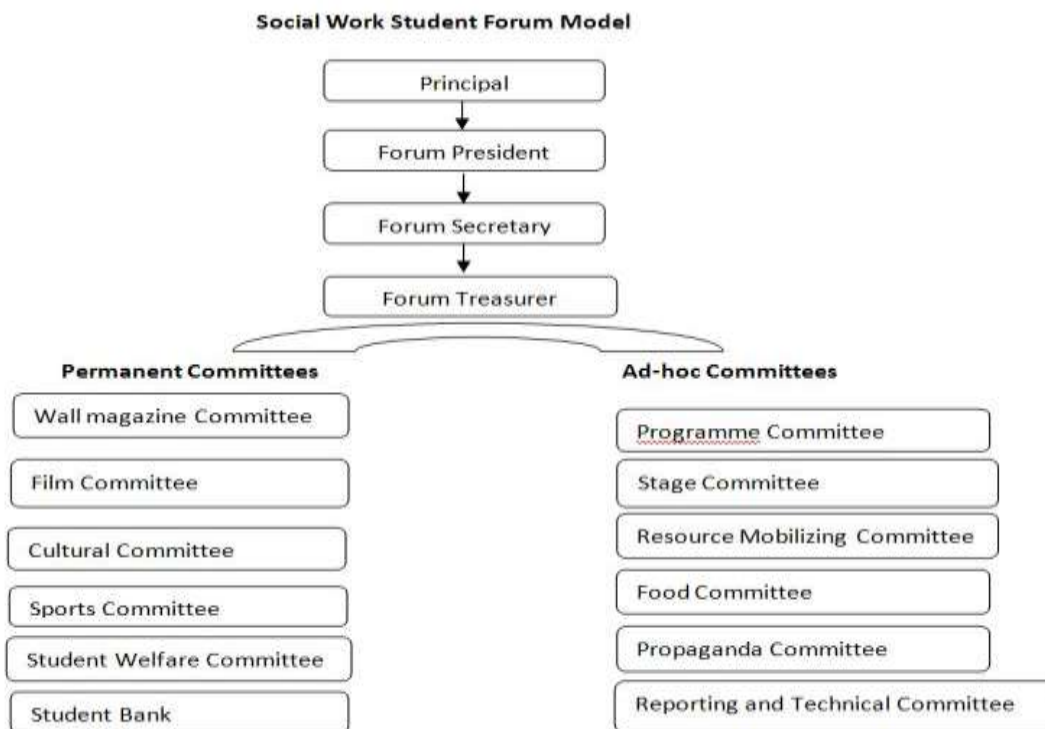 Social Work Student Forum Model
Principal
Forum President
Forum Secretary
Forum Treasurer
Permanent Committees
Wall magazine Committee
Film Committee
Cultural Committee
Sports Committee
Student Welfare Committee
Student Bank
Ad-hoc Committees
Programme Committee
Stage Committee
Resource Mobilizing Committee
Food Committee
Propaganda Committee
Reporting and Technical Committee